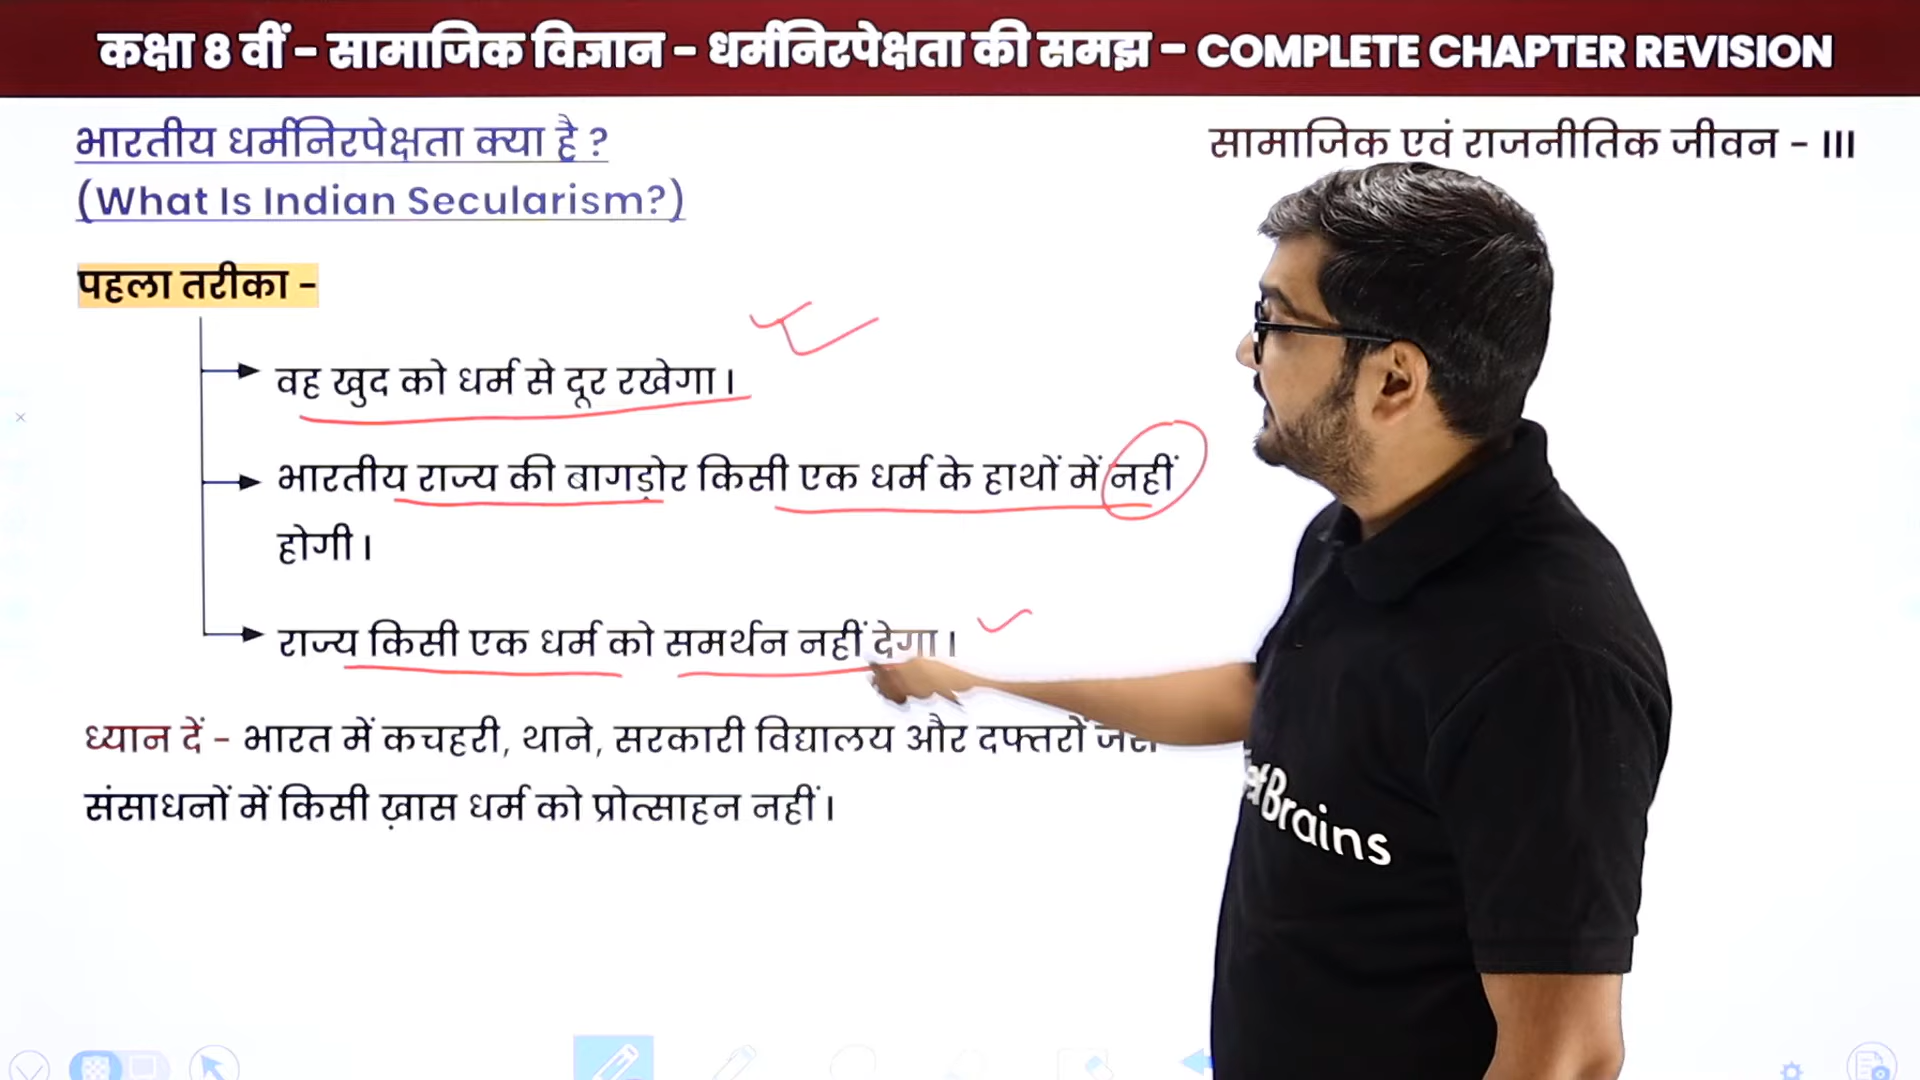 कक्षा 8 वीं - सामाजिक विज्ञान - धर्मनिरपेक्षता की समझ - COMPLETE CHAPTER REVISION
भारतीय धर्मनिरपेक्षता क्या है ?
(What Is Indian Secularism?)
सामाजिक एवं राजनीतिक जीवन - III
पहला तरीका -
वह खुद को धर्म से दूर रखेगा।
भारतीय राज्य की बागड़ोर किसी एक धर्म के हाथों में नहीं
होगी।
राज्य किसी एक धर्म को समर्थन नहीं देगा।
ध्यान दें - भारत में कचहरी, थाने, सरकारी विद्यालय और दफ्तरों
संसाधनों में किसी ख़ास धर्म को प्रोत्साहन नहीं।
Brains